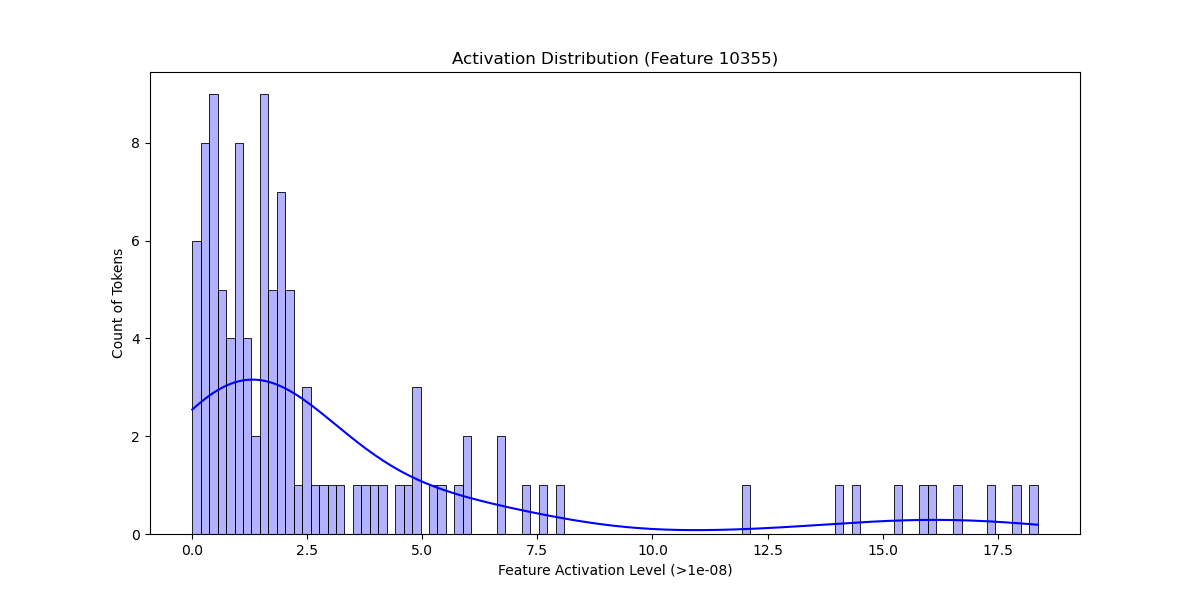 Activation Distribution (Feature 10355)
Count of Tokens
8
6
4
2
0
0.0 2.5 5.0 7.5 10.0 12.5 15.0 17.5
Feature Activation Level (>1e-08)